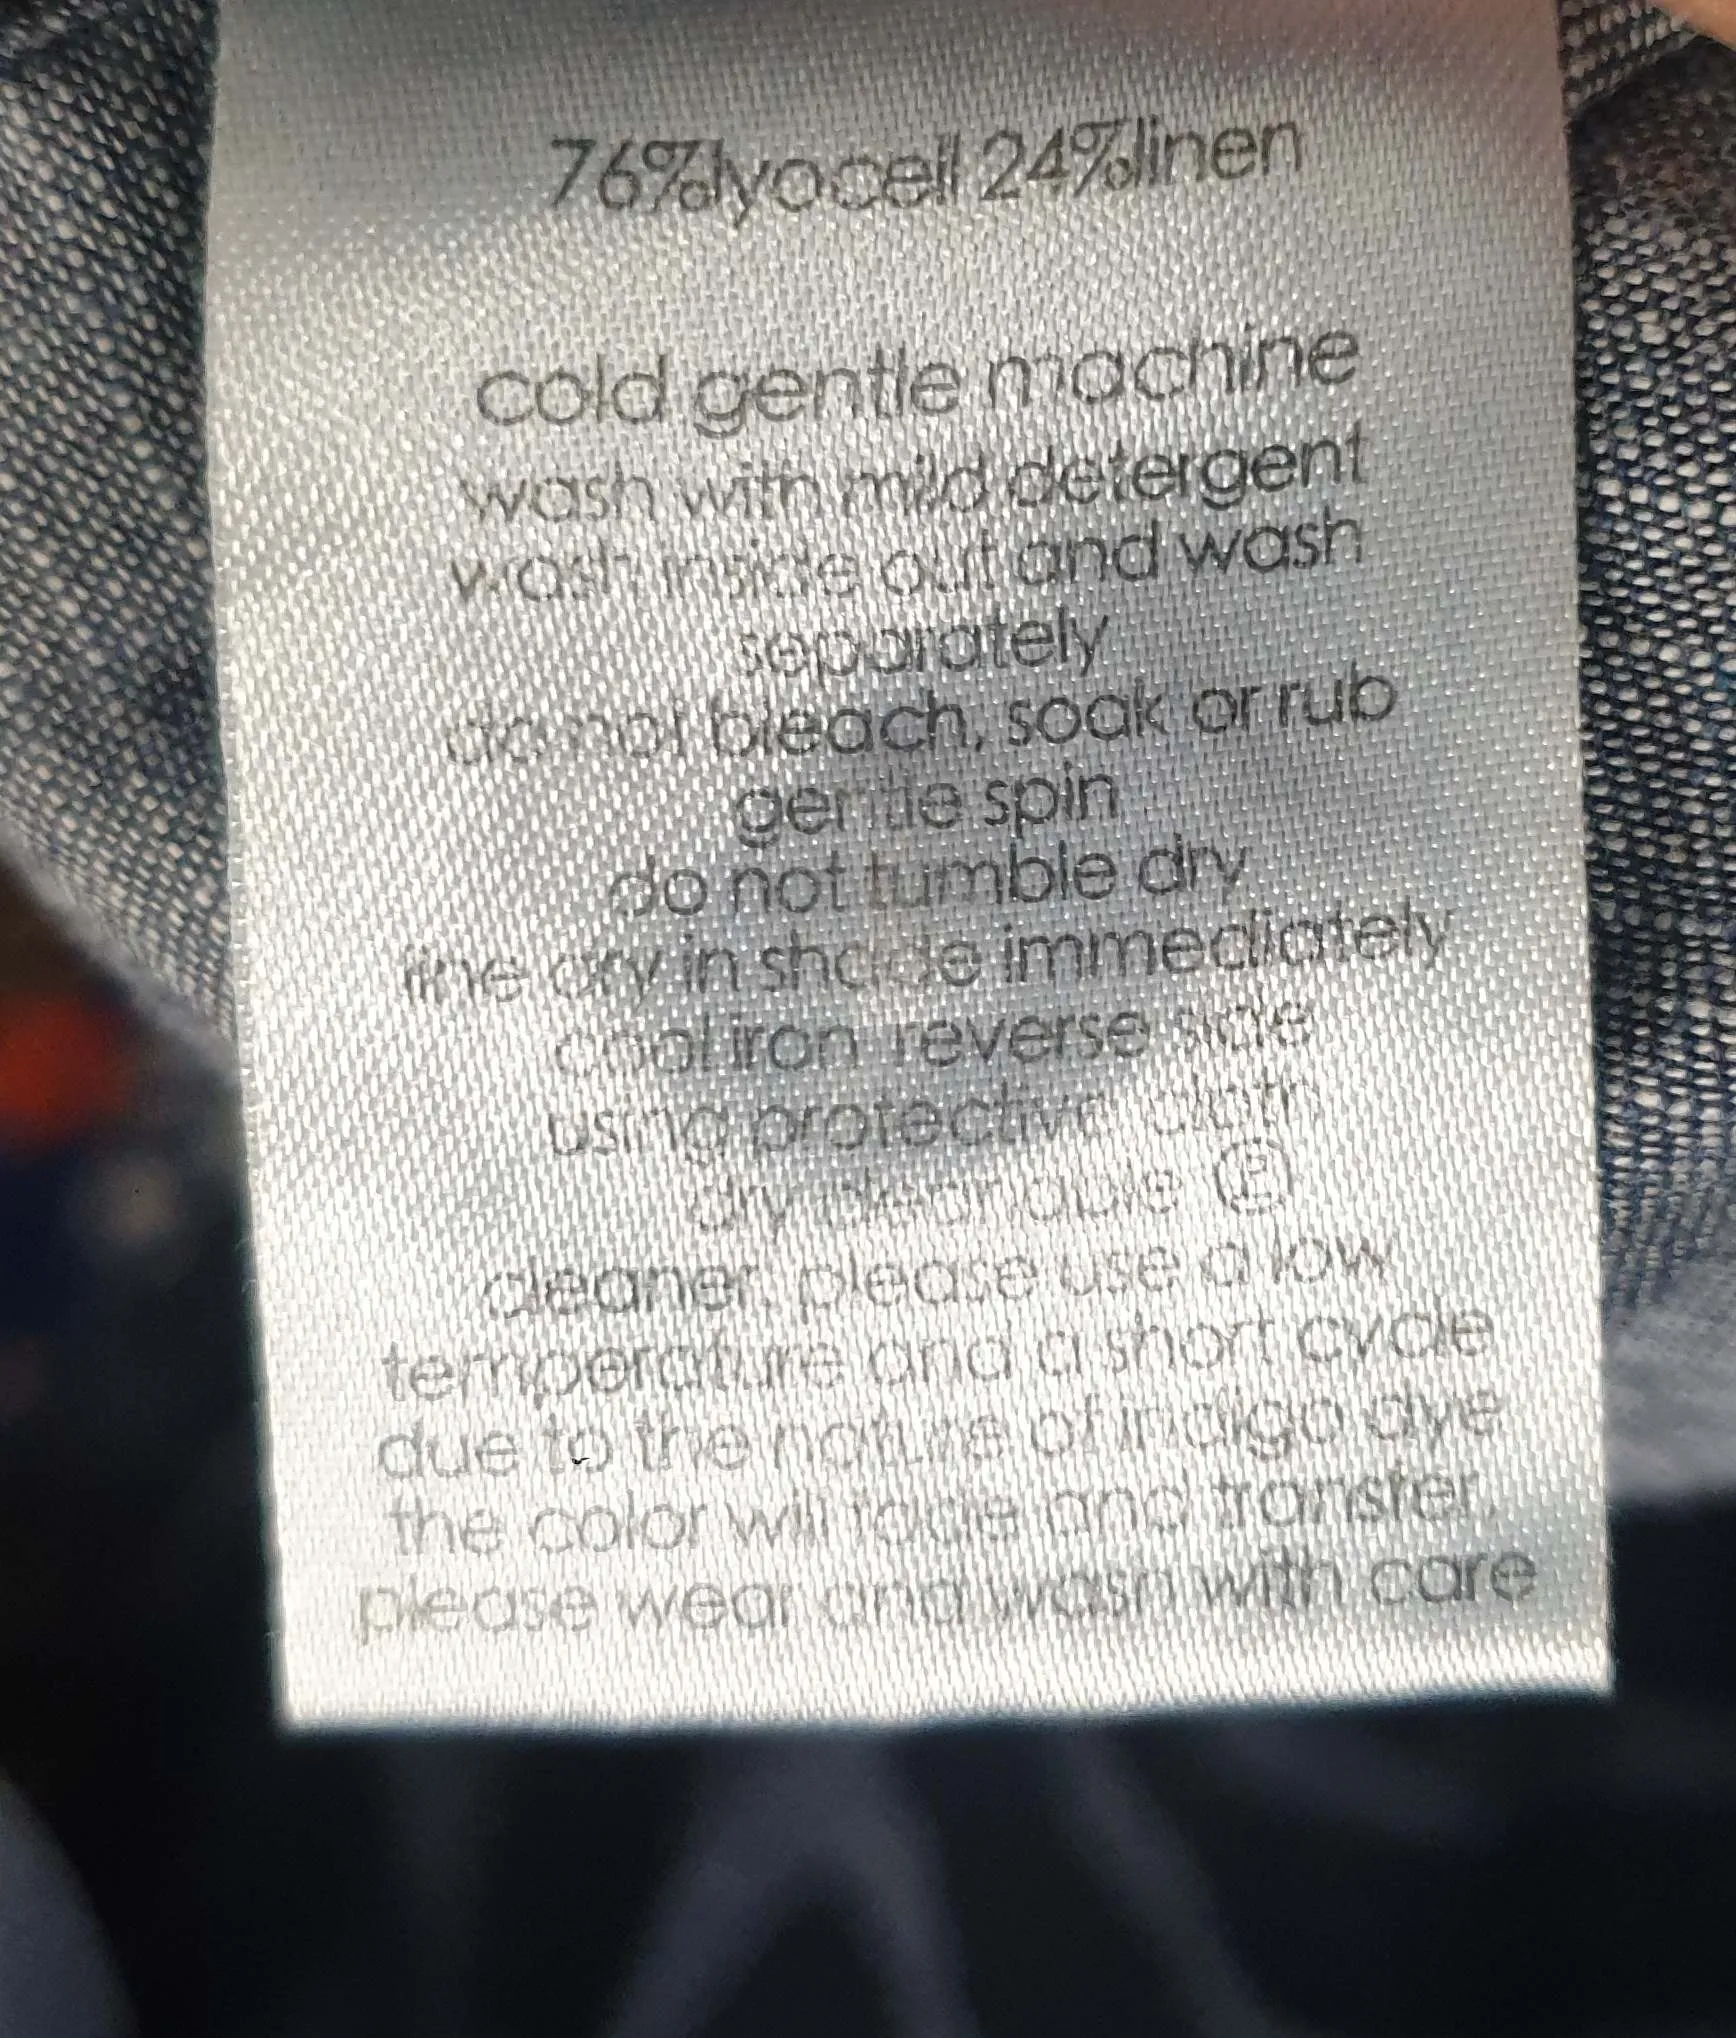 76%lyocell 24%linen
cold gentle machine
wash with mild detergent
wash inside out and wash
separately
do not bleach, soak or rub
gentle spin
do not tumble dry
line dry in shade immediately
cool iron reverse side
using protective cloth
dry cleanable Ⓟ
cleaner, please use a low
temperature and a short cycle
due to the nature of indigo dye
the color will fade and transfer,
please wear and wash with care